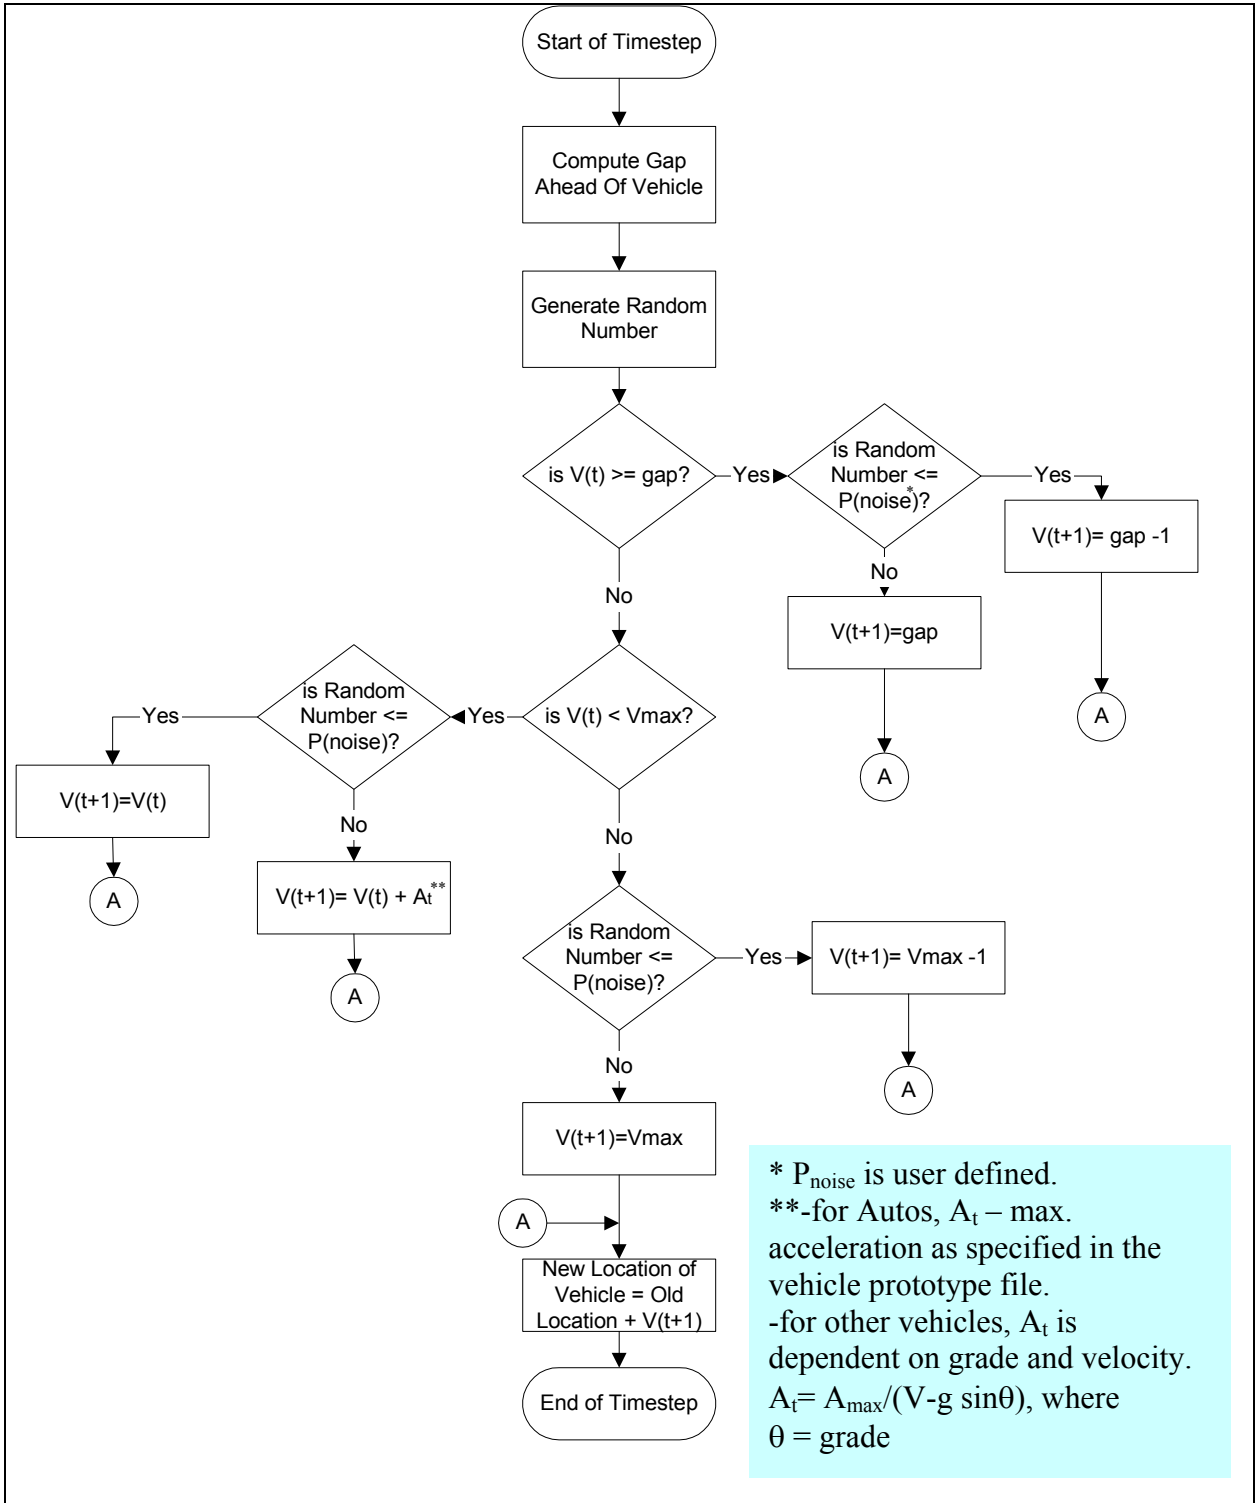 Start of Timestep
Compute Gap
Ahead Of Vehicle
Generate Random
Number
is V(t) >= gap?
Yes
is Random
Number <=
P(noise*)?
Yes
V(t+1)= gap -1
A
No
V(t+1)=gap
A
No
is V(t) < Vmax?
Yes
is Random
Number <=
P(noise)?
Yes
V(t+1)=V(t)
A
No
V(t+1)= V(t) + At**
A
No
is Random
Number <=
P(noise)?
Yes
V(t+1)= Vmax -1
A
No
V(t+1)=Vmax
A
New Location of
Vehicle = Old
Location + V(t+1)
End of Timestep
* Pnoise is user defined.
**-for Autos, At – max.
acceleration as specified in the
vehicle prototype file.
-for other vehicles, At is
dependent on grade and velocity.
At= Amax/(V-g sinθ), where
θ = grade